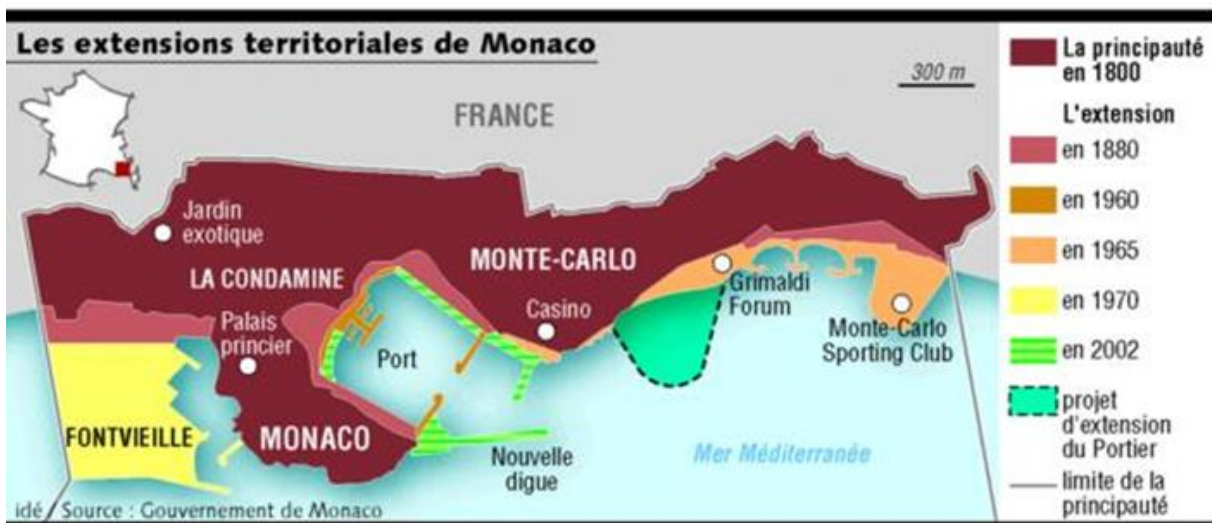 Les extensions territoriales de Monaco
300 m
FRANCE
Jardin
exotique
LA CONDAMINE
MONTE-CARLO
Palais
princier
Port
Casino
Grimaldi
Forum
Monte-Carlo
Sporting Club
FONTVIEILLE
MONACO
Nouvelle
digue
Mer Méditerranée
idé / Source : Gouvernement de Monaco
La principauté
en 1800
L'extension
en 1880
en 1960
en 1965
en 1970
en 2002
projet
d'extension
du Portier
limite de la
principauté